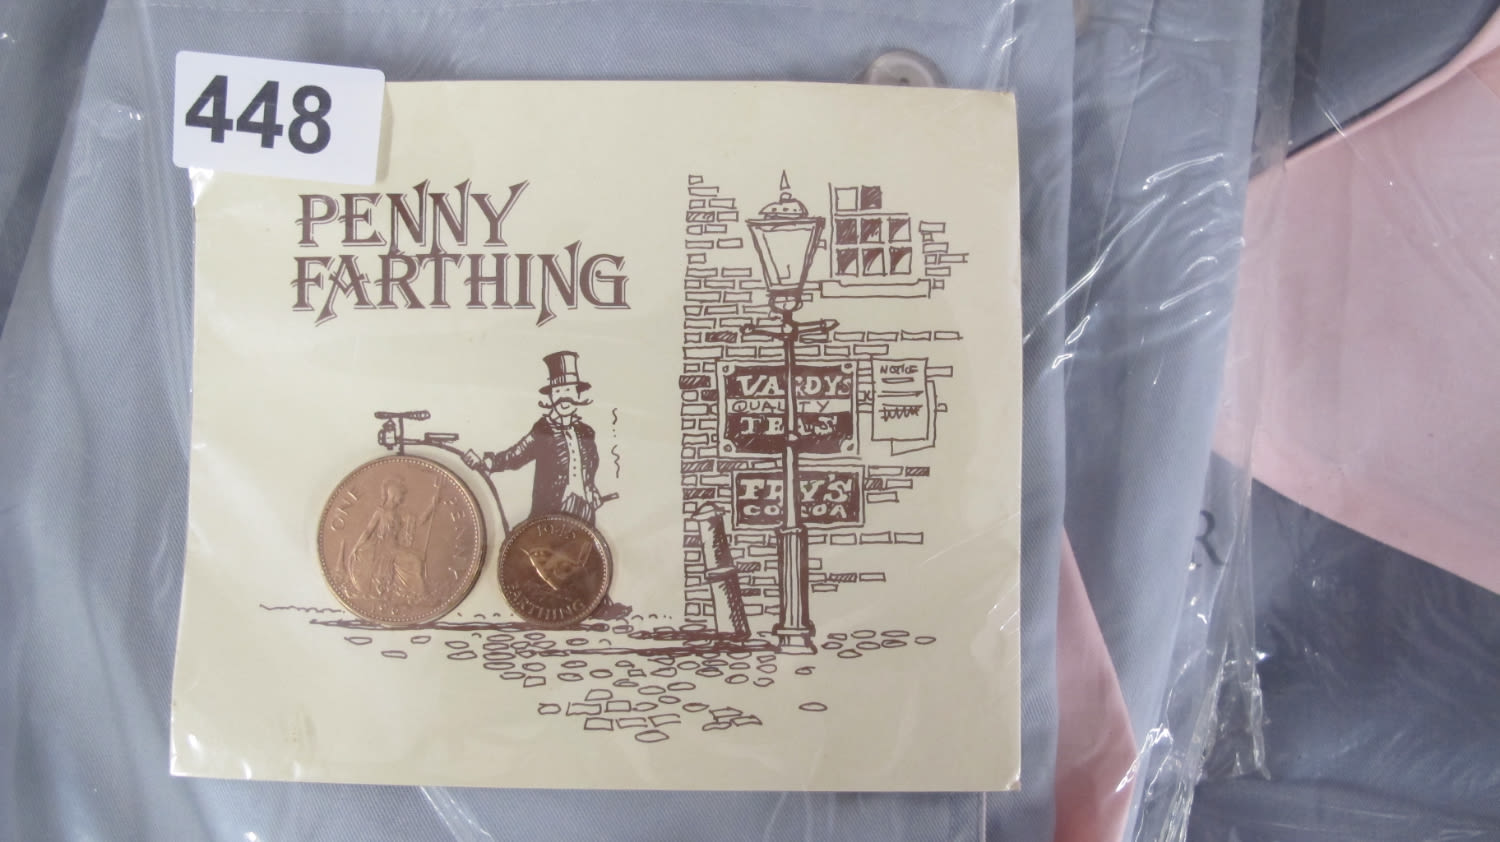 448
PENNY
FARTHING
VARDYS
QUALITY
TEAS
NOTICE
FRY'S
COCOA
ONE PENNY
FARTHING
R